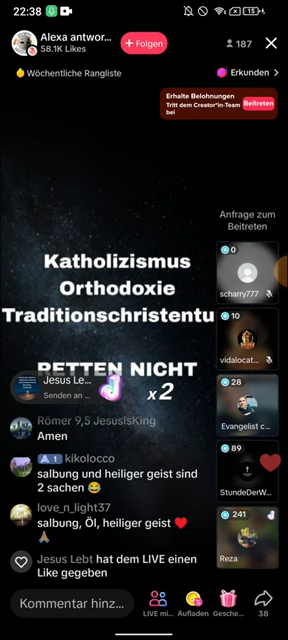 22:38
15
Alexa antwor...
58.1K Likes
+ Folgen
187
Wöchentliche Rangliste
Erkunden >
Erhalte Belohnungen
Tritt dem Creator*in-Team bei
Beitreten
Anfrage zum
Beitreten
Katholizismus
Orthodoxie
Traditionschristentu
RETTEN NICHT
0
scharry777
10
vidalocat...
28
Evangelist c...
89
StundeDerW...
241
Reza
Jesus Le...
Senden an ...
x2
Römer 9,5 JesusIsKing
Amen
1 kikolocco
salbung und heiliger geist sind
2 sachen 😂
love_n_light37
salbung, Öl, heiliger geist ❤️
🙏🏽
Jesus Lebt hat dem LIVE einen
Like gegeben
Kommentar hinz...
LIVE mi...
Aufladen
Gesche...
38